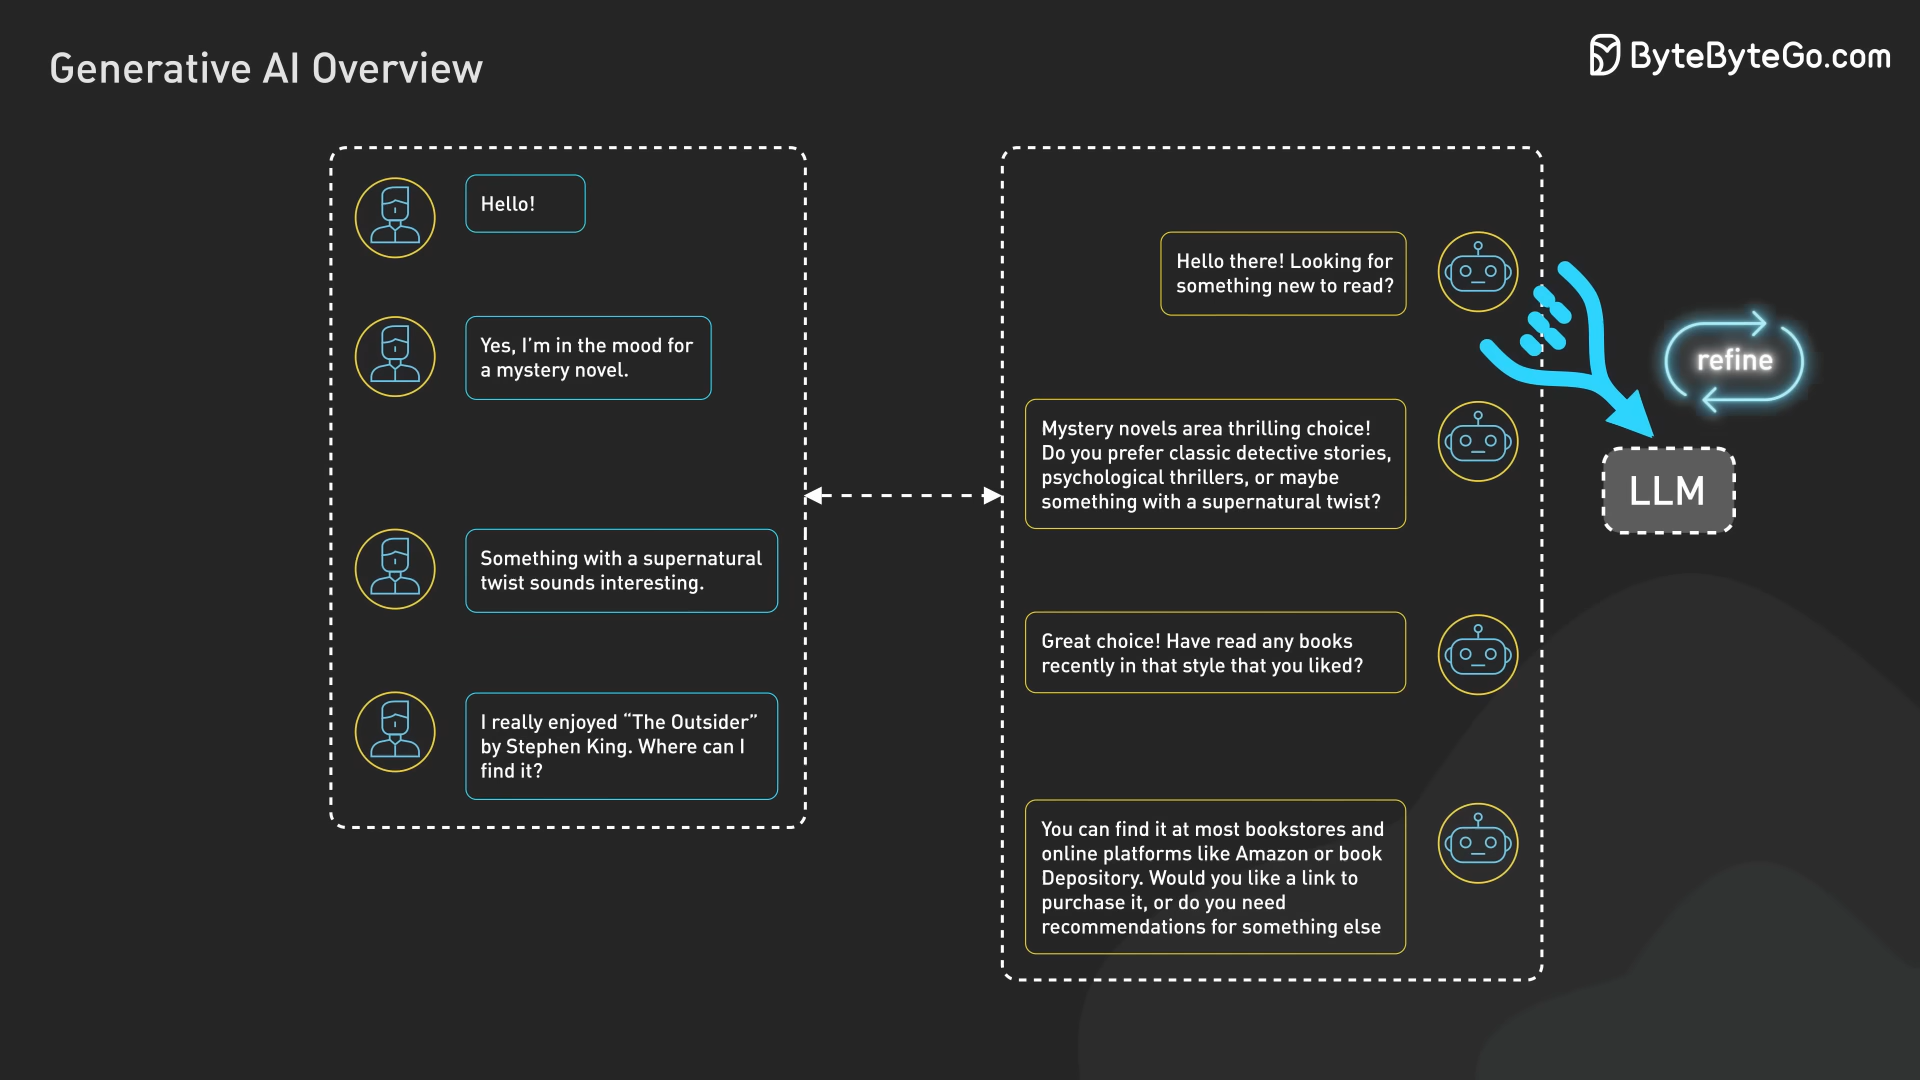 Generative AI Overview
ByteByteGo.com
Hello!
Hello there! Looking for
something new to read?
Yes, I'm in the mood for
a mystery novel.
refine
Mystery novels area thrilling choice!
Do you prefer classic detective stories,
psychological thrillers, or maybe
something with a supernatural twist?
LLM
Something with a supernatural
twist sounds interesting.
Great choice! Have read any books
recently in that style that you liked?
I really enjoyed “The Outsider”
by Stephen King. Where can I
find it?
You can find it at most bookstores and
online platforms like Amazon or book
Depository. Would you like a link to
purchase it, or do you need
recommendations for something else